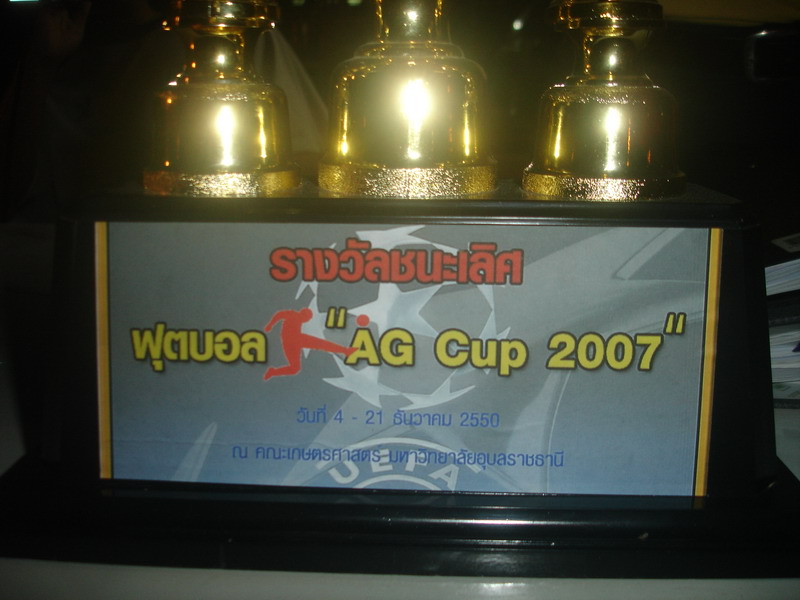 รางวัลชนะเลิศ
ฟุตบอล "AG Cup 2007"
วันที่ 4 - 21 ธันวาคม 2550
ณ คณะเกษตรศาสตร์ มหาวิทยาลัยอุบลราชธานี
UEFA